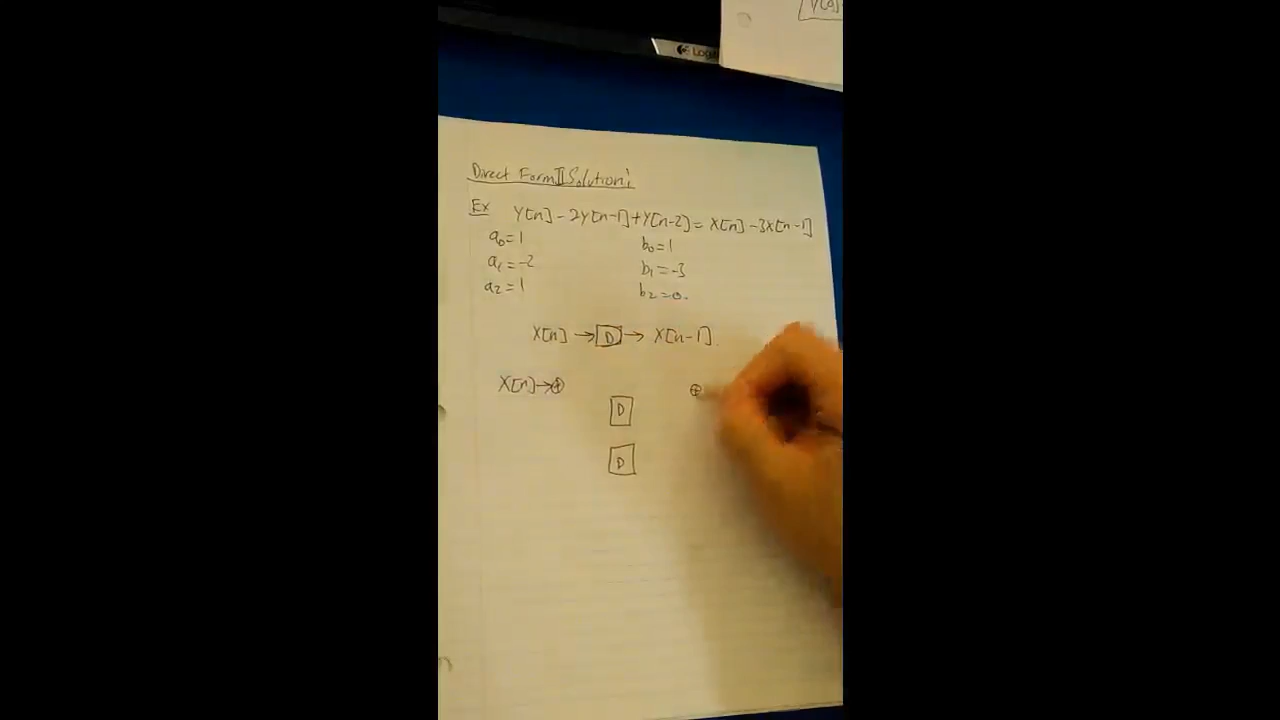 Direct Form II Solution;
Ex Y[n] - 2Y[n-1] + Y[n-2] = X[n] - 3X[n-1]
a₀=1 b₀=1
a₁=-2 b₁=-3
a₂=1 b₂=0.
X[n] → D → X[n-1].
X[n] → ⊕ ⊕
D
D